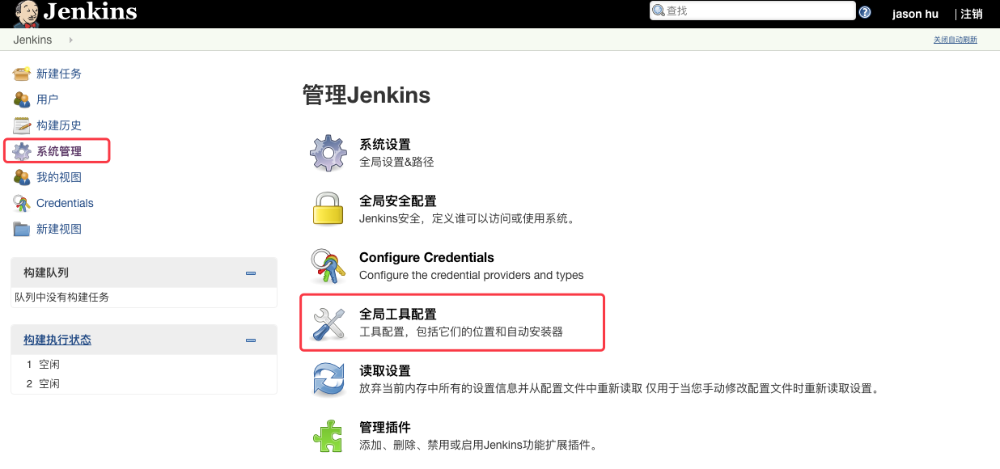 Jenkins
查找
jason hu
| 注销
Jenkins
关闭自动刷新
新建任务
用户
构建历史
系统管理
我的视图
Credentials
新建视图
构建队列
队列中没有构建任务
构建执行状态
1 空闲
2 空闲
管理Jenkins
系统设置
全局设置&路径
全局安全配置
Jenkins安全，定义谁可以访问或使用系统。
Configure Credentials
Configure the credential providers and types
全局工具配置
工具配置，包括它们的位置和自动安装器
读取设置
放弃当前内存中所有的设置信息并从配置文件中重新读取 仅用于当您手动修改配置文件时重新读取设置。
管理插件
添加、删除、禁用或启用Jenkins功能扩展插件。